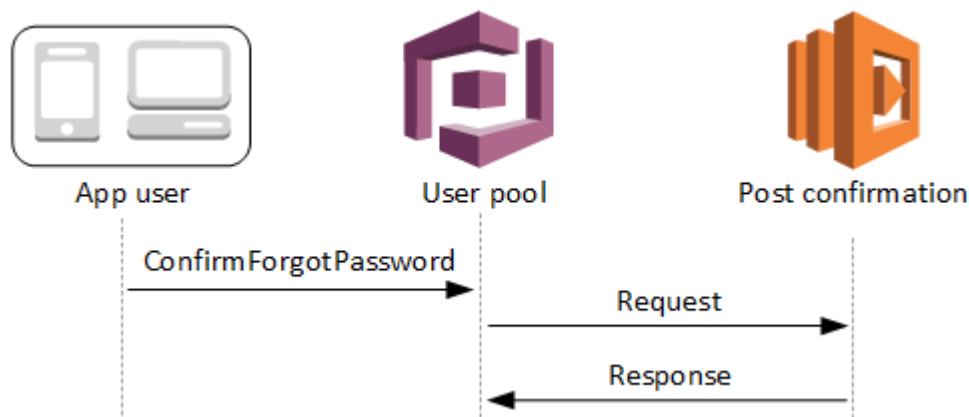 App user
User pool
Post confirmation
ConfirmForgotPassword
Request
Response